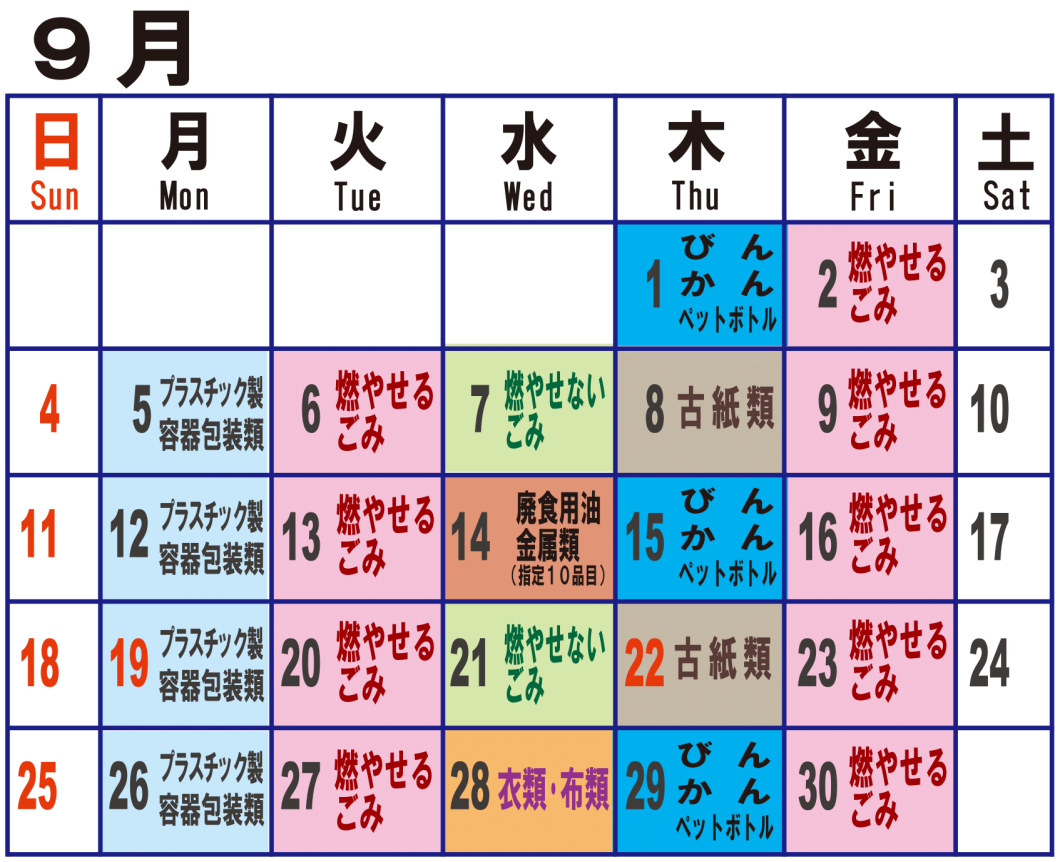 9月
日 月 火 水 木 金 土
Sun Mon Tue Wed Thu Fri Sat
1 びん
かん
ペットボトル
2 燃やせる
ごみ
3
4
5 プラスチック製
容器包装類
6 燃やせる
ごみ
7 燃やせない
ごみ
8 古紙類
9 燃やせる
ごみ
10
11
12 プラスチック製
容器包装類
13 燃やせる
ごみ
14 廃食用油
金属類
(指定10品目)
15 びん
かん
ペットボトル
16 燃やせる
ごみ
17
18
19 プラスチック製
容器包装類
20 燃やせる
ごみ
21 燃やせない
ごみ
22 古紙類
23 燃やせる
ごみ
24
25
26 プラスチック製
容器包装類
27 燃やせる
ごみ
28 衣類・布類
29 びん
かん
ペットボトル
30 燃やせる
ごみ